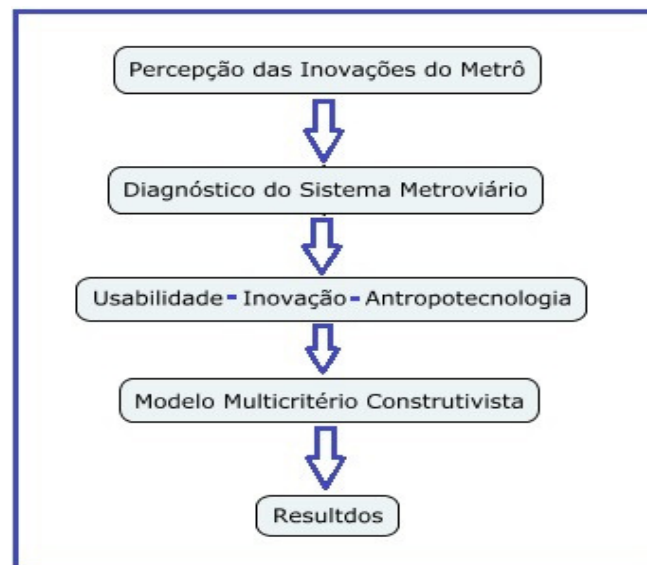 Percepção das Inovações do Metrô
Diagnóstico do Sistema Metroviário
Usabilidade - Inovação - Antropotecnologia
Modelo Multicritério Construtivista
Resultdos